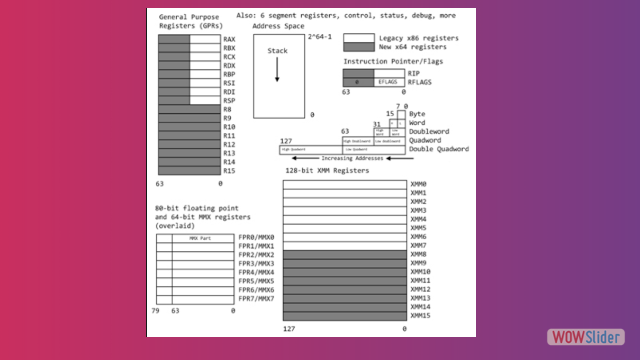 General Purpose
Registers (GPRs)
RAX
RBX
RCX
RDX
RBP
RSI
RDI
RSP
R8
R9
R10
R11
R12
R13
R14
R15
63 0
Also: 6 segment registers, control, status, debug, more
Address Space
2^64-1
Stack
0
Legacy x86 registers
New x64 registers
Instruction Pointer/Flags
RIP
0 EFLAGS RFLAGS
63 0
7 0
15 Byte
31 Word
63 Doubleword
127 High Doubleword Low Doubleword Quadword
High Quadword Low Quadword Double Quadword
Increasing Addresses
80-bit floating point
and 64-bit MMX registers
(overlaid)
MMX Part FPR0/MMX0
FPR1/MMX1
FPR2/MMX2
FPR3/MMX3
FPR4/MMX4
FPR5/MMX5
FPR6/MMX6
FPR7/MMX7
79 63 0
128-bit XMM Registers
XMM0
XMM1
XMM2
XMM3
XMM4
XMM5
XMM6
XMM7
XMM8
XMM9
XMM10
XMM11
XMM12
XMM13
XMM14
XMM15
127 0
WOWSlider